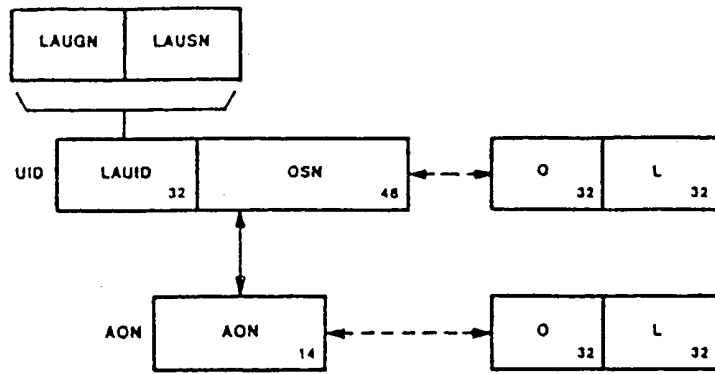 LAUGN LAUSN
UID LAUID 32 OSN 48 O 32 L 32
AON AON 14 O 32 L 32